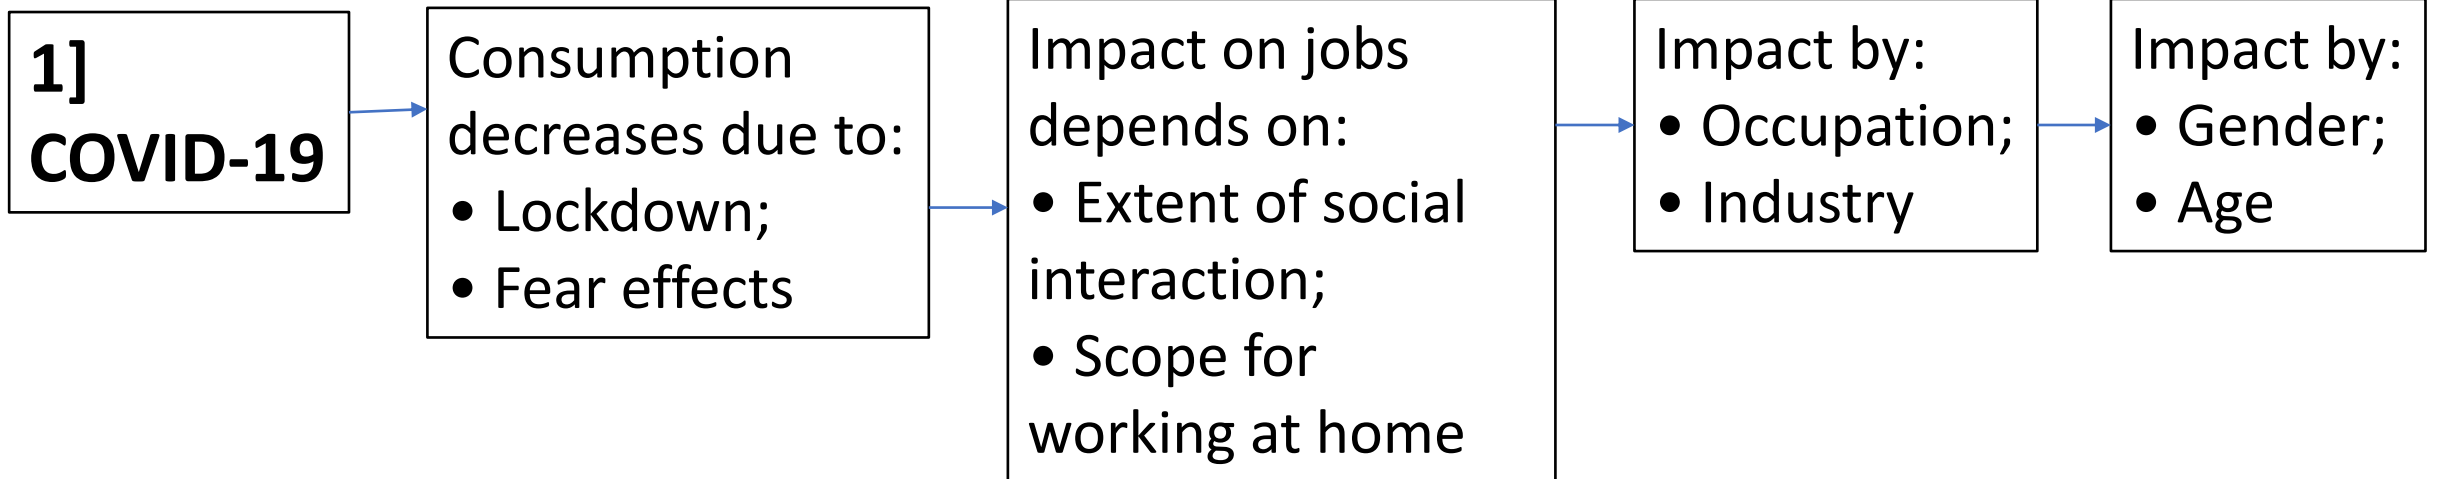 1]
COVID-19
Consumption
decreases due to:
• Lockdown;
• Fear effects
Impact on jobs
depends on:
• Extent of social
interaction;
• Scope for
working at home
Impact by:
• Occupation;
• Industry
Impact by:
• Gender;
• Age